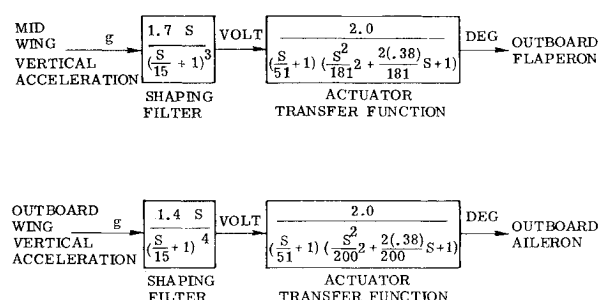 MID
WING
VERTICAL
ACCELERATION
g
1.7 S
(S/15 + 1)^3
SHAPING
FILTER
VOLT
2.0
(S/51 + 1) (S^2/181^2 + 2(.38)/181 S+1)
ACTUATOR
TRANSFER FUNCTION
DEG
OUTBOARD
FLAPERON
OUTBOARD
WING
VERTICAL
ACCELERATION
g
1.4 S
(S/15 + 1)^4
SHAPING
FILTER
VOLT
2.0
(S/51 + 1) (S^2/200^2 + 2(.38)/200 S+1)
ACTUATOR
TRANSFER FUNCTION
DEG
OUTBOARD
AILERON